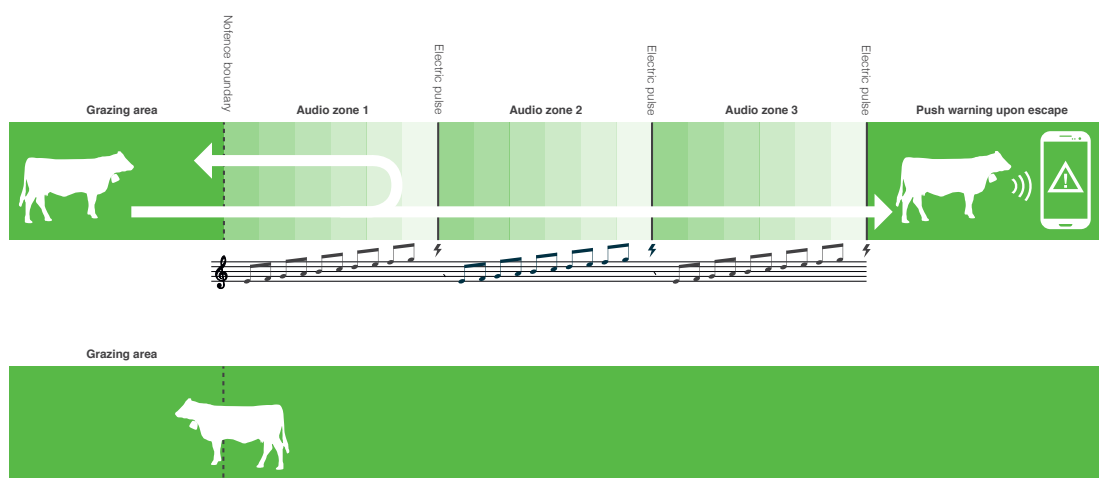 Nofence boundary
Electric pulse
Electric pulse
Electric pulse
Grazing area
Audio zone 1
Audio zone 2
Audio zone 3
Push warning upon escape
!
Grazing area